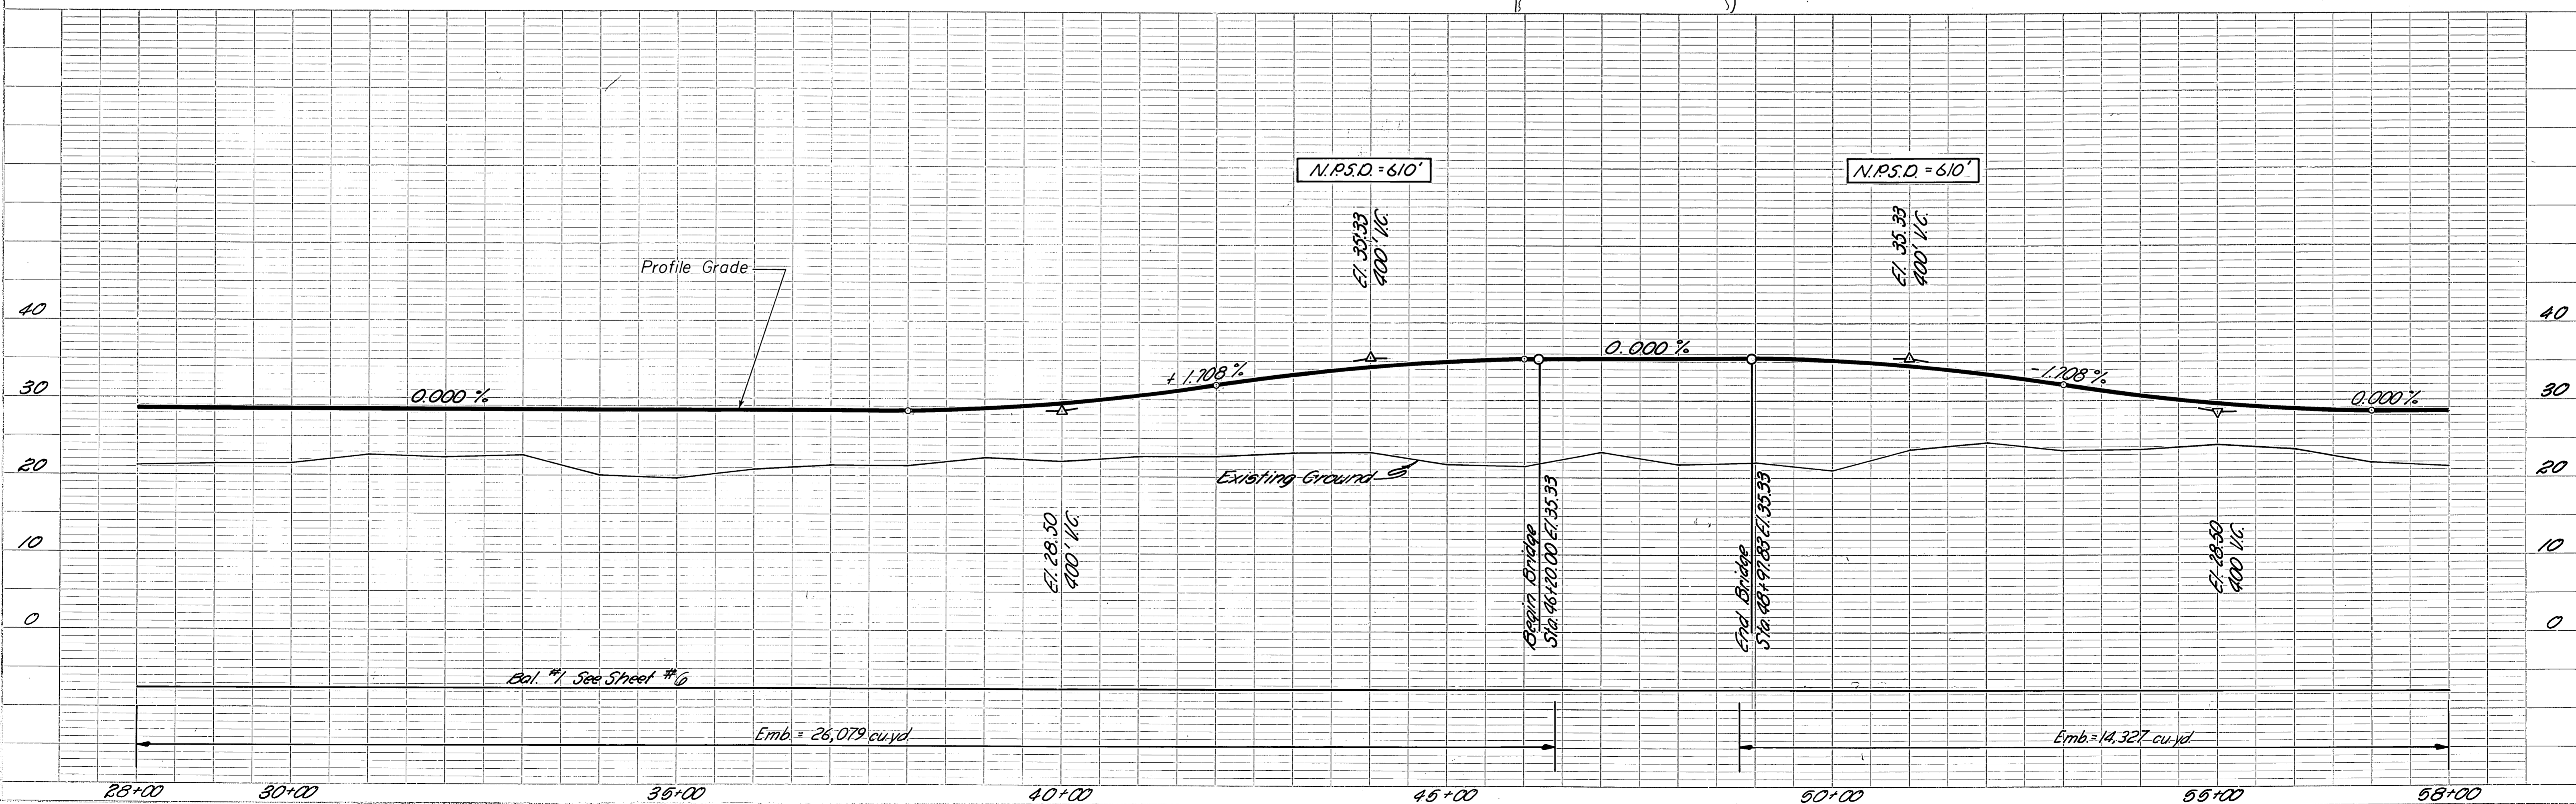 N.P.S.D. = 610'
N.P.S.D. = 610'
El. 35.33
400' V.C.
El. 35.33
400' V.C.
Profile Grade
40
40
0.000 %
+ 1.708 %
-1.708 %
30
0.000 %
0.000 %
30
20
Existing Ground
20
El. 28.50
400' V.C.
Begin Bridge
Sta. 46+20.00 El. 35.33
End Bridge
Sta. 48+97.83 El. 35.33
El. 28.50
400' V.C.
10
10
0
0
Bal. #1 See Sheet #6
Emb. = 26,079 cu.yd.
Emb. = 14,327 cu.yd.
28+00 30+00 35+00 40+00 45+00 50+00 55+00 58+00